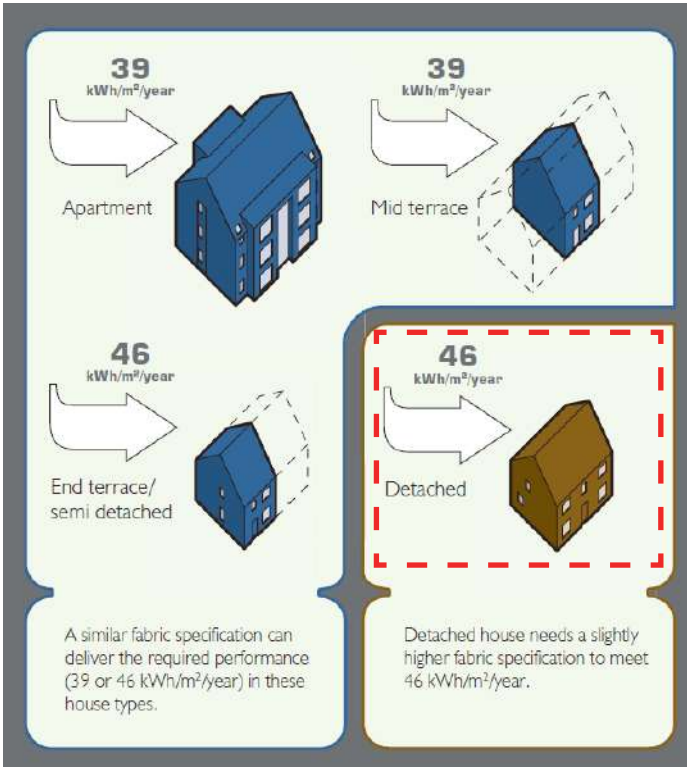 39
kWh/m²/year
Apartment
39
kWh/m²/year
Mid terrace
46
kWh/m²/year
End terrace/
semi detached
46
kWh/m²/year
Detached
A similar fabric specification can
deliver the required performance
(39 or 46 kWh/m²/year) in these
house types.
Detached house needs a slightly
higher fabric specification to meet
46 kWh/m²/year.